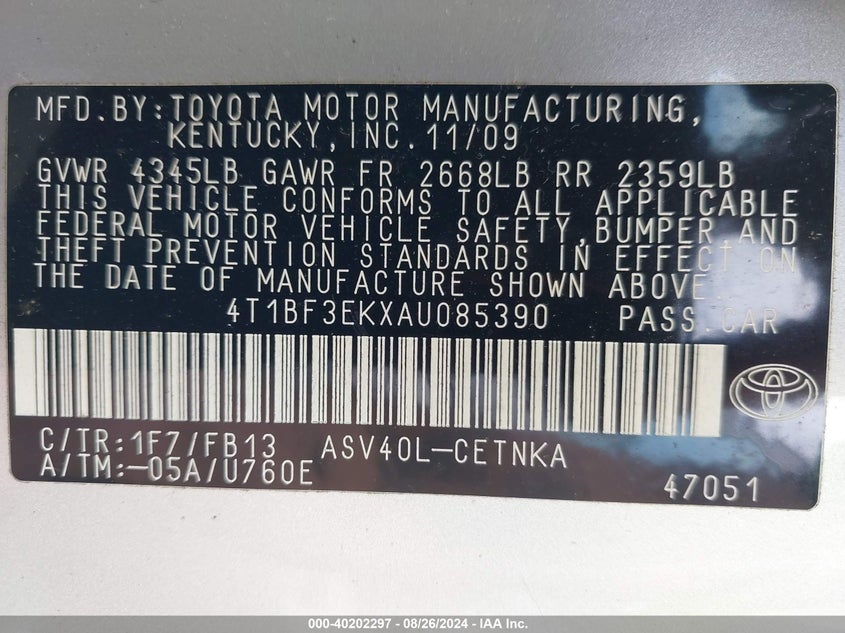 MFD.BY:TOYOTA MOTOR MANUFACTURING,
KENTUCKY,INC.11/09
GVWR 4345LB GAWR FR 2668LB RR 2359LB
THIS VEHICLE CONFORMS TO ALL APPLICABLE
FEDERAL MOTOR VEHICLE SAFETY,BUMPER,AND
THEFT PREVENTION STANDARDS IN EFFECT ON
THE DATE OF MANUFACTURE SHOWN ABOVE.
4T1BF3EKXAU085390 PASS.CAR
C/TR:1F7/FB13 ASV40L-CETNKA
A/TM:-05A/U760E
47051
000-40202297 - 08/26/2024 - IAA Inc.